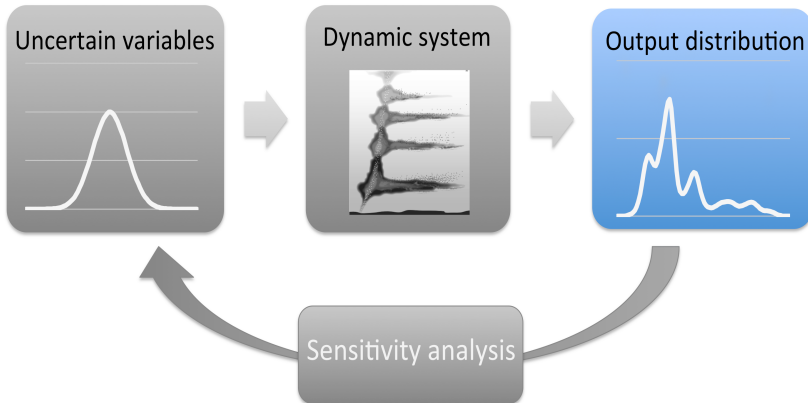 Uncertain variables
Dynamic system
Output distribution
Sensitivity analysis